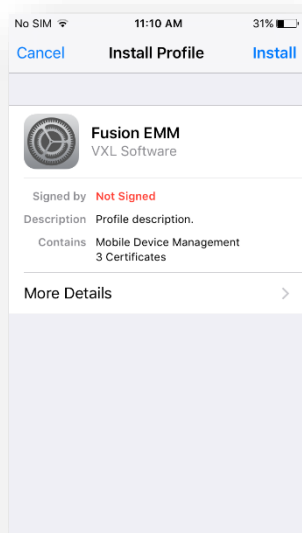 No SIM 11:10 AM 31%
Cancel Install Profile Install
Fusion EMM
VXL Software
Signed by Not Signed
Description Profile description.
Contains Mobile Device Management
3 Certificates
More Details